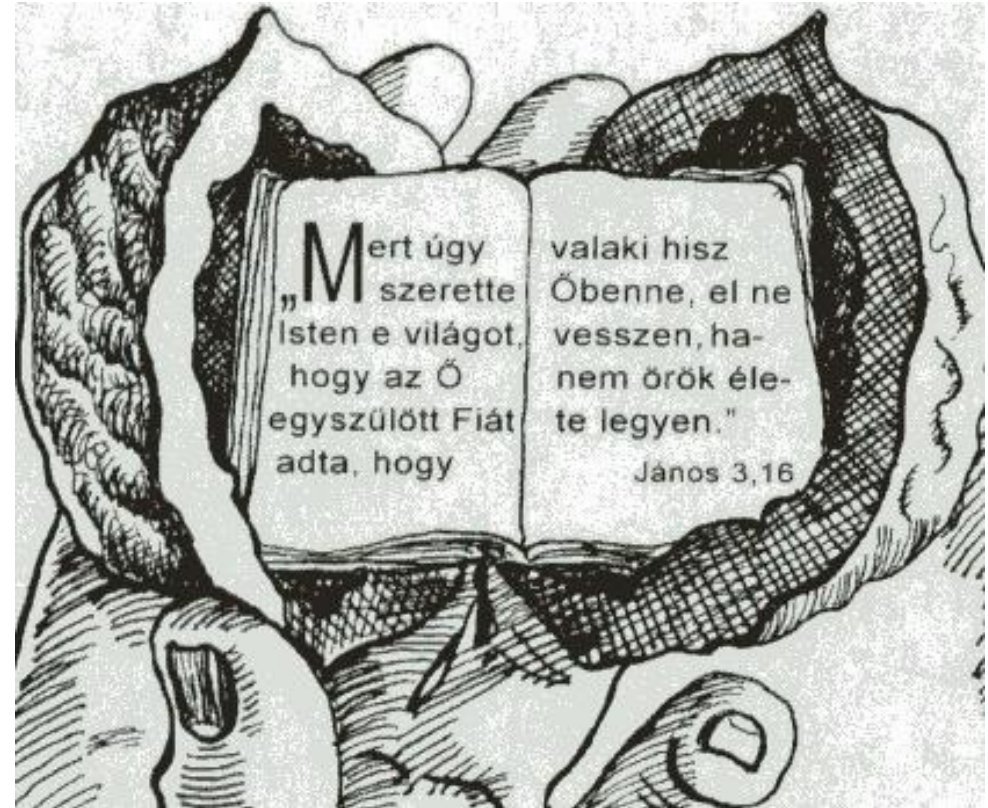 „Mert úgy
szerette
Isten e világot,
hogy az Ő
egyszülött Fiát
adta, hogy
valaki hisz
Őbenne, el ne
vesszen, ha-
nem örök éle-
te legyen.”
János 3,16